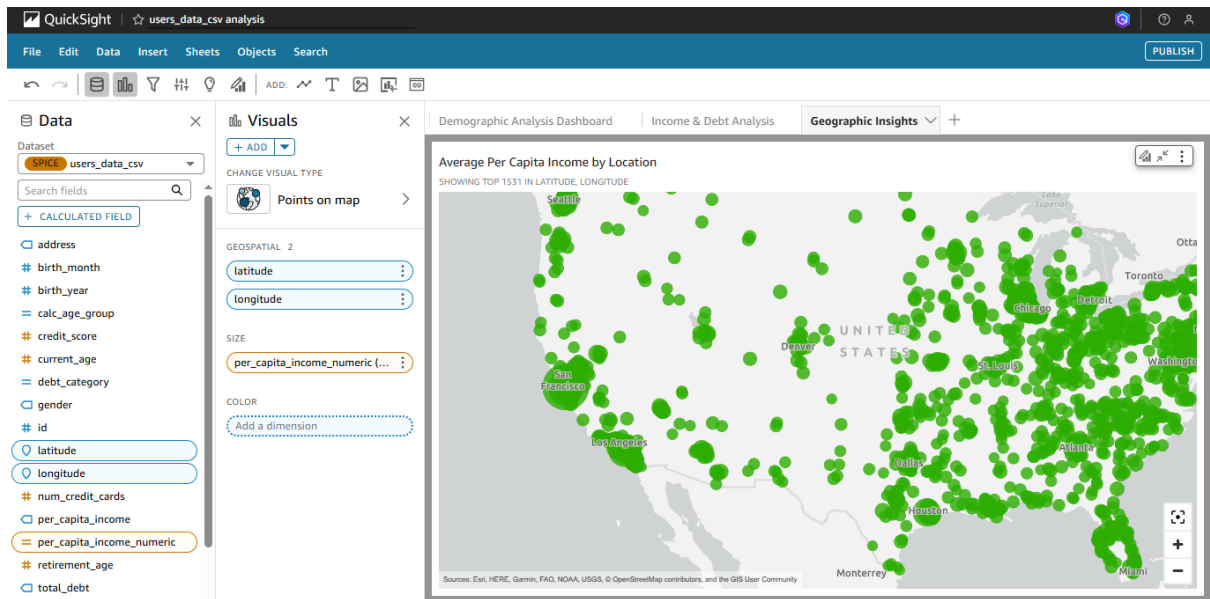 QuickSight
users_data_csv analysis
File Edit Data Insert Sheets Objects Search
PUBLISH
ADD:
Data
Dataset
SPICE users_data_csv
Search fields
+ CALCULATED FIELD
address
# birth_month
# birth_year
= calc_age_group
# credit_score
# current_age
= debt_category
gender
# id
latitude
longitude
# num_credit_cards
per_capita_income
= per_capita_income_numeric
# retirement_age
total_debt
Visuals
+ ADD
CHANGE VISUAL TYPE
Points on map
GEOSPATIAL 2
latitude
longitude
SIZE
per_capita_income_numeric (...
COLOR
Add a dimension
Demographic Analysis Dashboard
Income & Debt Analysis
Geographic Insights
Average Per Capita Income by Location
SHOWING TOP 1531 IN LATITUDE, LONGITUDE
Seattle
Lake
Superior
Otta
Toronto
Detroit
Chicago
UNITED
STATES
Denver
St. Louis
Washingto
San
Francisco
Los Angeles
Atlanta
Dallas
Houston
Monterrey
Miami
Sources: Esri, HERE, Garmin, FAO, NOAA, USGS, © OpenStreetMap contributors, and the GIS User Community